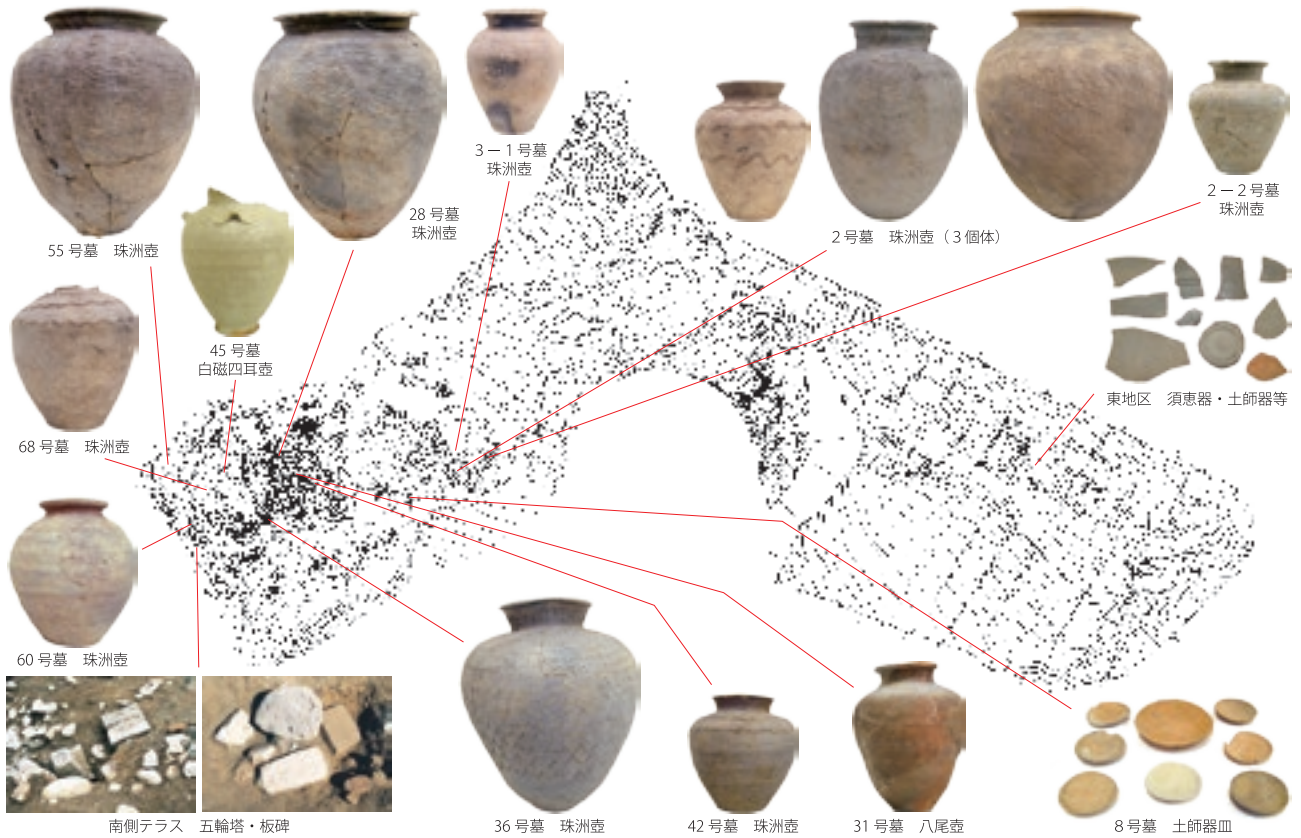 3－1号墓
珠洲壺
2－2号墓
珠洲壺
28号墓
珠洲壺
55号墓　珠洲壺
2号墓　珠洲壺（3個体）
45号墓
白磁四耳壺
東地区　須恵器・土師器等
68号墓　珠洲壺
60号墓　珠洲壺
南側テラス　五輪塔・板碑
36号墓　珠洲壺
42号墓　珠洲壺
31号墓　八尾壺
8号墓　土師器皿